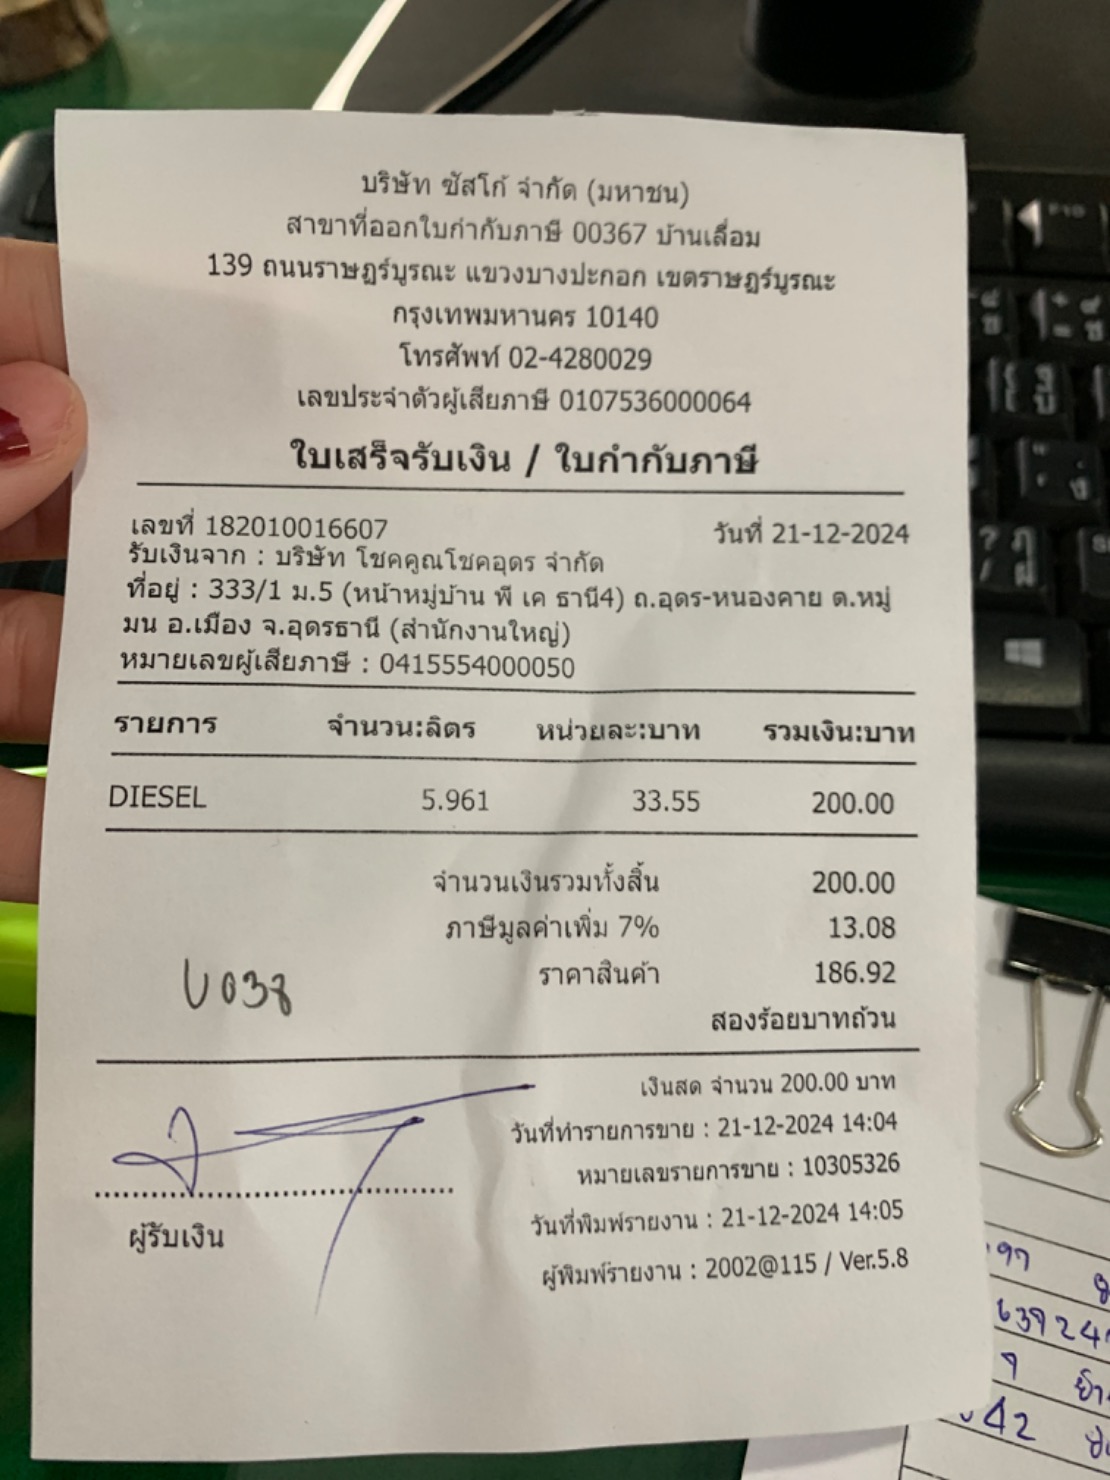 บริษัท ซัสโก้ จำกัด (มหาชน)
สาขาที่ออกใบกำกับภาษี 00367 บ้านเลื่อม
139 ถนนราษฎร์บูรณะ แขวงบางปะกอก เขตราษฎร์บูรณะ
กรุงเทพมหานคร 10140
โทรศัพท์ 02-4280029
เลขประจำตัวผู้เสียภาษี 0107536000064
ใบเสร็จรับเงิน / ใบกำกับภาษี
เลขที่ 182010016607 วันที่ 21-12-2024
รับเงินจาก : บริษัท โชคคูณโชคอุดร จำกัด
ที่อยู่ : 333/1 ม.5 (หน้าหมู่บ้าน พี เค ธานี4) ถ.อุดร-หนองคาย ต.หมู่
มน อ.เมือง จ.อุดรธานี (สำนักงานใหญ่)
หมายเลขผู้เสียภาษี : 0415554000050
รายการ จำนวน:ลิตร หน่วยละ:บาท รวมเงิน:บาท
DIESEL 5.961 33.55 200.00
จำนวนเงินรวมทั้งสิ้น 200.00
ภาษีมูลค่าเพิ่ม 7% 13.08
ราคาสินค้า 186.92
สองร้อยบาทถ้วน
เงินสด จำนวน 200.00 บาท
วันที่ทำรายการขาย : 21-12-2024 14:04
หมายเลขรายการขาย : 10305326
วันที่พิมพ์รายงาน : 21-12-2024 14:05
ผู้พิมพ์รายงาน : 2002@115 / Ver.5.8
ผู้รับเงิน